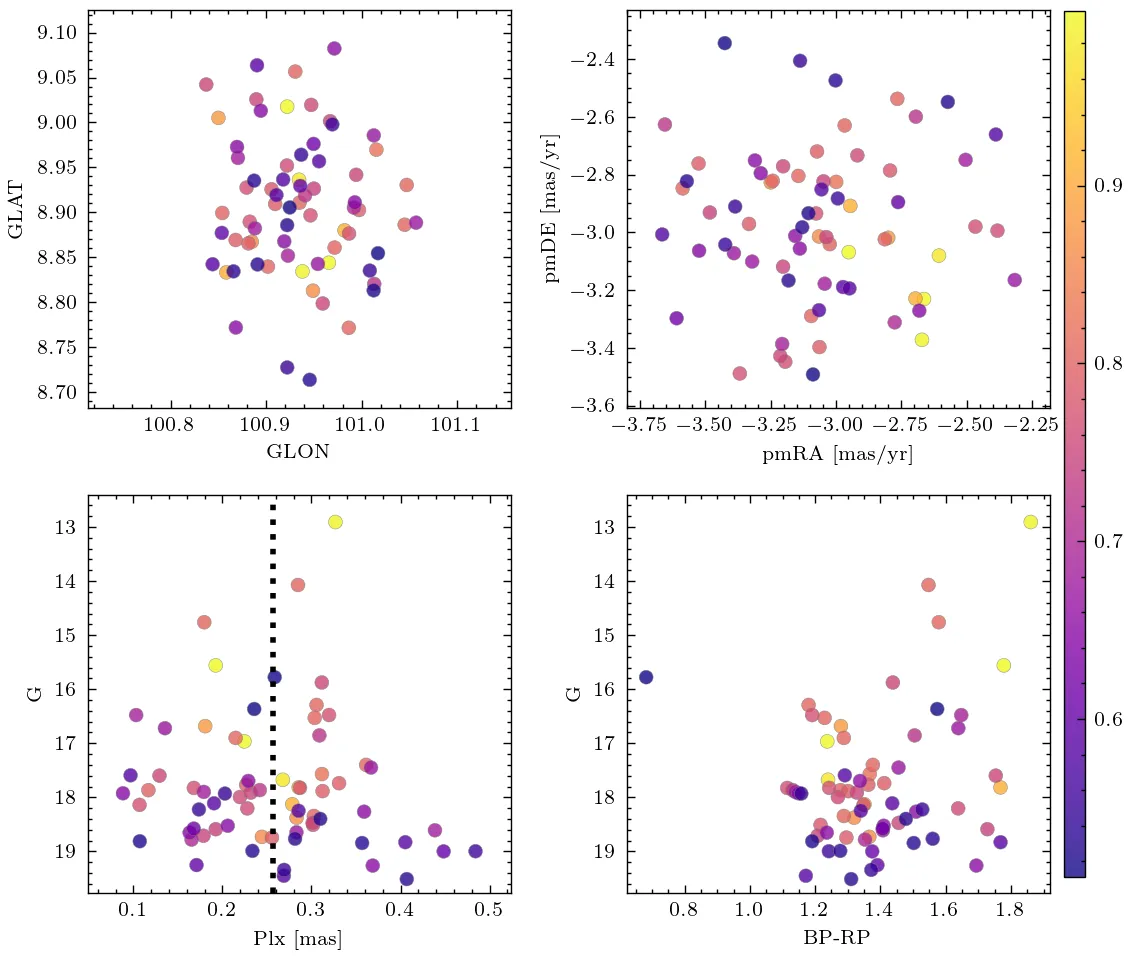 9.10
9.05
9.00
8.95
8.90
8.85
8.80
8.75
8.70
GLAT
100.8 100.9 101.0 101.1
GLON
−2.4
−2.6
−2.8
−3.0
−3.2
−3.4
−3.6
pmDE [mas/yr]
−3.75 −3.50 −3.25 −3.00 −2.75 −2.50 −2.25
pmRA [mas/yr]
0.9
0.8
0.7
0.6
13
14
15
16
17
18
19
G
0.1 0.2 0.3 0.4 0.5
Plx [mas]
13
14
15
16
17
18
19
G
0.8 1.0 1.2 1.4 1.6 1.8
BP-RP